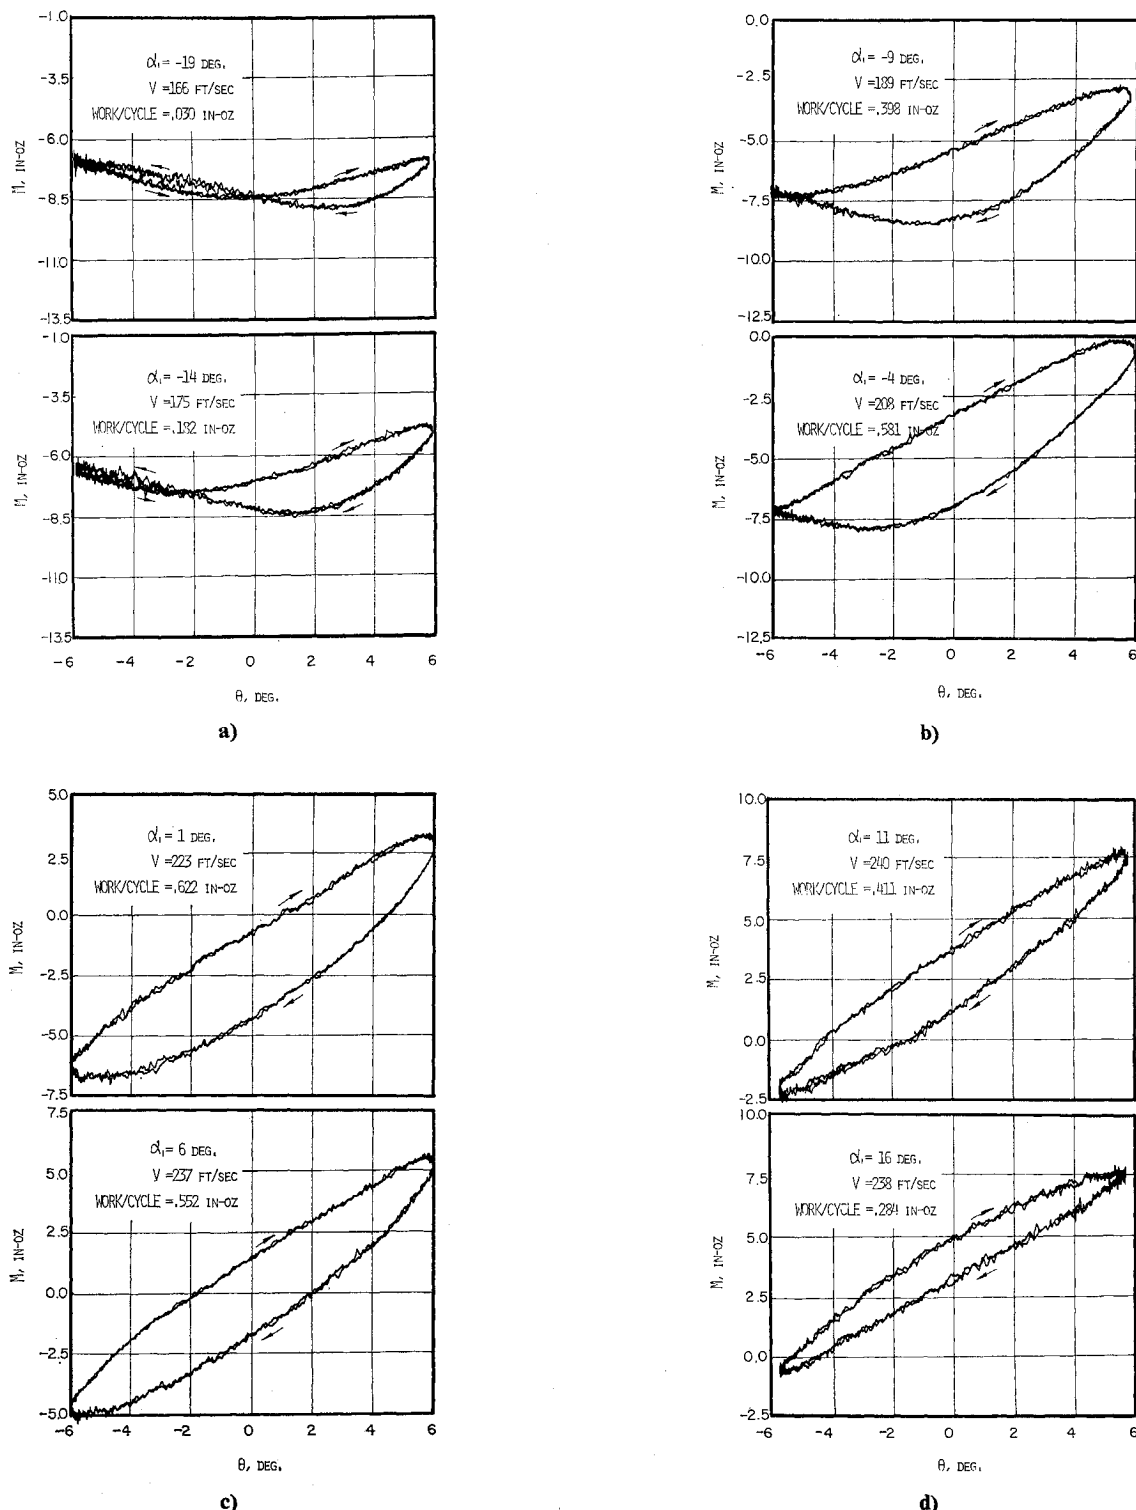 -1.0
α₁= -19 DEG.
-3.5
V =166 FT/SEC
WORK/CYCLE =.030 IN-OZ
-6.0
M, IN-OZ
-8.5
-11.0
-13.5
-1.0
α₁= -14 DEG.
-3.5
V =175 FT/SEC
WORK/CYCLE =.182 IN-OZ
-6.0
M, IN-OZ
-8.5
-11.0
-13.5
-6 -4 -2 0 2 4 6
θ, DEG.
a)
0.0
α₁= -9 DEG.
-2.5
V =189 FT/SEC
WORK/CYCLE =.398 IN-OZ
-5.0
M, IN-OZ
-7.5
-10.0
-12.5
0.0
α₁= -4 DEG.
-2.5
V =208 FT/SEC
WORK/CYCLE =.581 IN-OZ
-5.0
M, IN-OZ
-7.5
-10.0
-12.5
-6 -4 -2 0 2 4 6
θ, DEG.
b)
5.0
α₁= 1 DEG.
2.5
V =223 FT/SEC
WORK/CYCLE =.622 IN-OZ
0.0
M, IN-OZ
-2.5
-5.0
-7.5
7.5
α₁= 6 DEG.
5.0
V =237 FT/SEC
WORK/CYCLE =.552 IN-OZ
2.5
M, IN-OZ
0.0
-2.5
-5.0
-6 -4 -2 0 2 4 6
θ, DEG.
c)
10.0
α₁= 11 DEG.
7.5
V =240 FT/SEC
WORK/CYCLE =.411 IN-OZ
5.0
M, IN-OZ
2.5
0.0
-2.5
10.0
α₁= 16 DEG.
7.5
V =238 FT/SEC
WORK/CYCLE =.284 IN-OZ
5.0
M, IN-OZ
2.5
0.0
-2.5
-6 -4 -2 0 2 4 6
θ, DEG.
d)